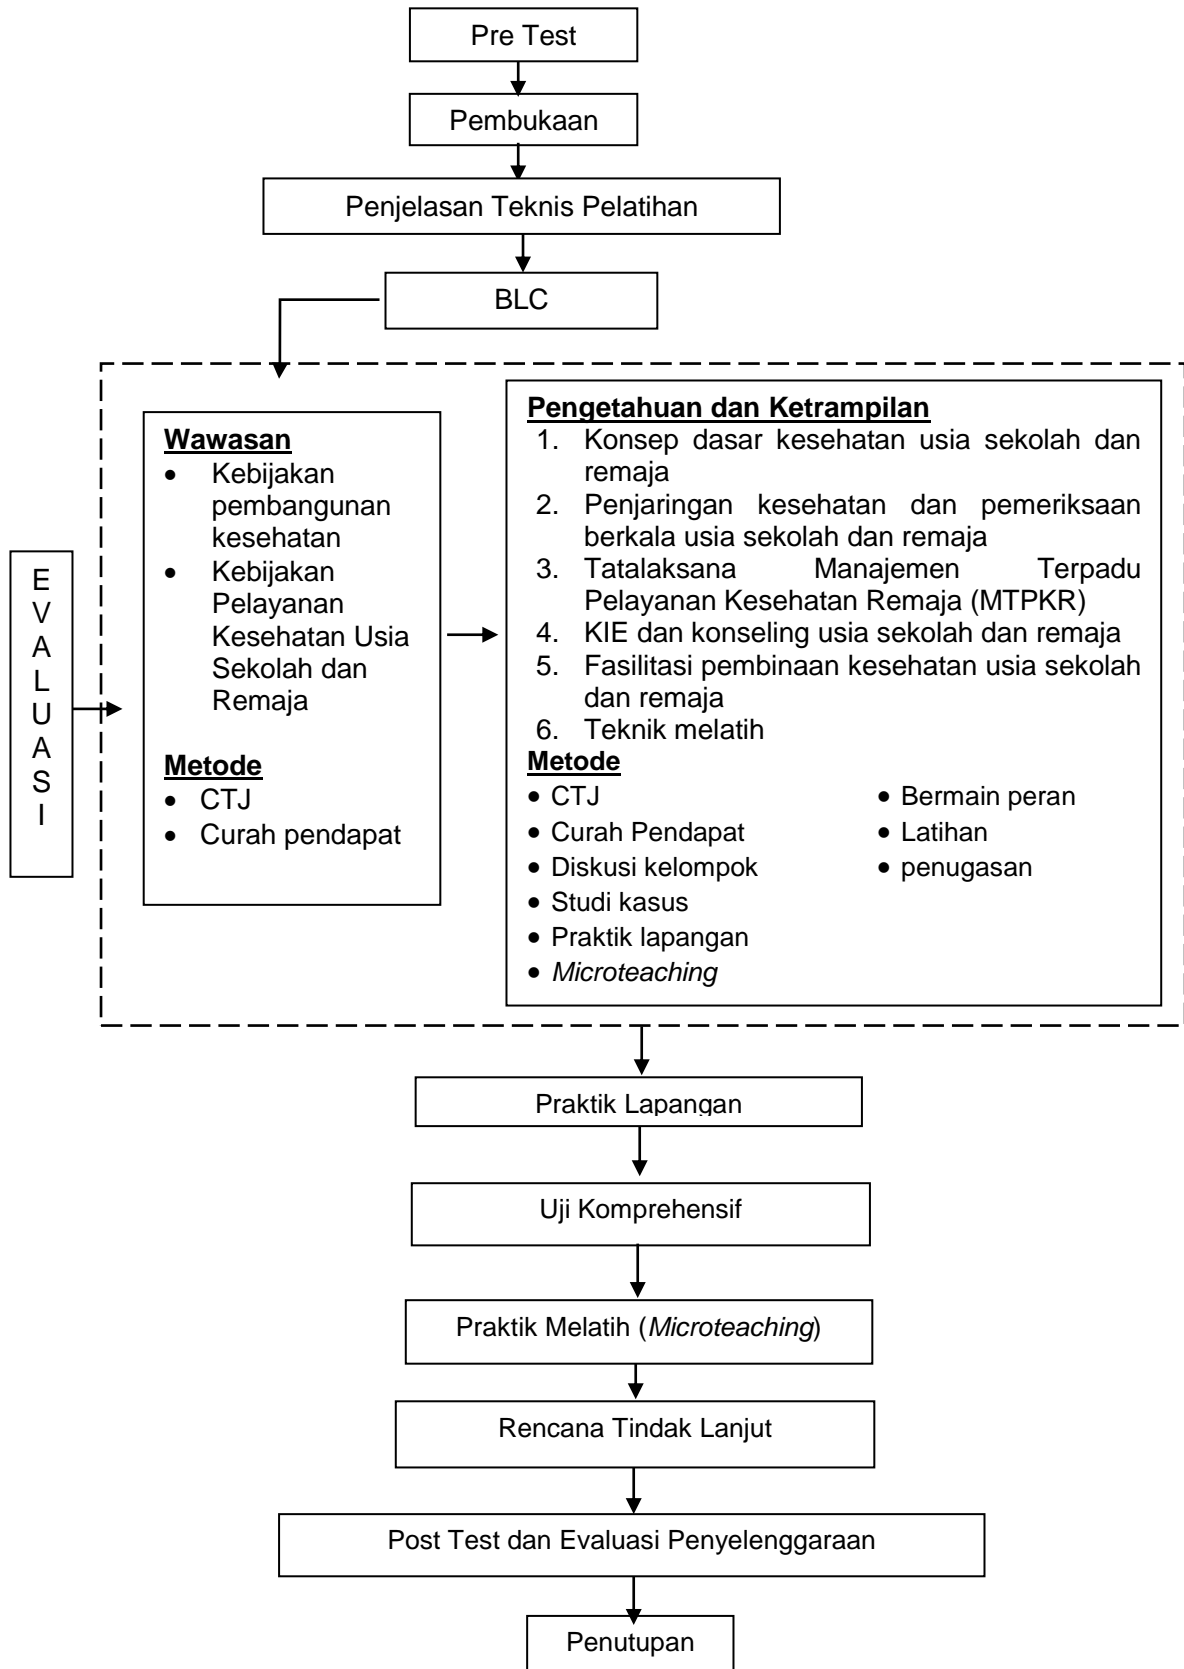 Pre Test
Pembukaan
Penjelasan Teknis Pelatihan
BLC
E
V
A
L
U
A
S
I
Wawasan
• Kebijakan
pembangunan
kesehatan
• Kebijakan
Pelayanan
Kesehatan Usia
Sekolah dan
Remaja
Metode
• CTJ
• Curah pendapat
Pengetahuan dan Ketrampilan
1. Konsep dasar kesehatan usia sekolah dan
remaja
2. Penjaringan kesehatan dan pemeriksaan
berkala usia sekolah dan remaja
3. Tatalaksana Manajemen Terpadu
Pelayanan Kesehatan Remaja (MTPKR)
4. KIE dan konseling usia sekolah dan remaja
5. Fasilitasi pembinaan kesehatan usia sekolah
dan remaja
6. Teknik melatih
Metode
• CTJ
• Curah Pendapat
• Diskusi kelompok
• Studi kasus
• Praktik lapangan
• Microteaching
• Bermain peran
• Latihan
• penugasan
Praktik Lapangan
Uji Komprehensif
Praktik Melatih (Microteaching)
Rencana Tindak Lanjut
Post Test dan Evaluasi Penyelenggaraan
Penutupan